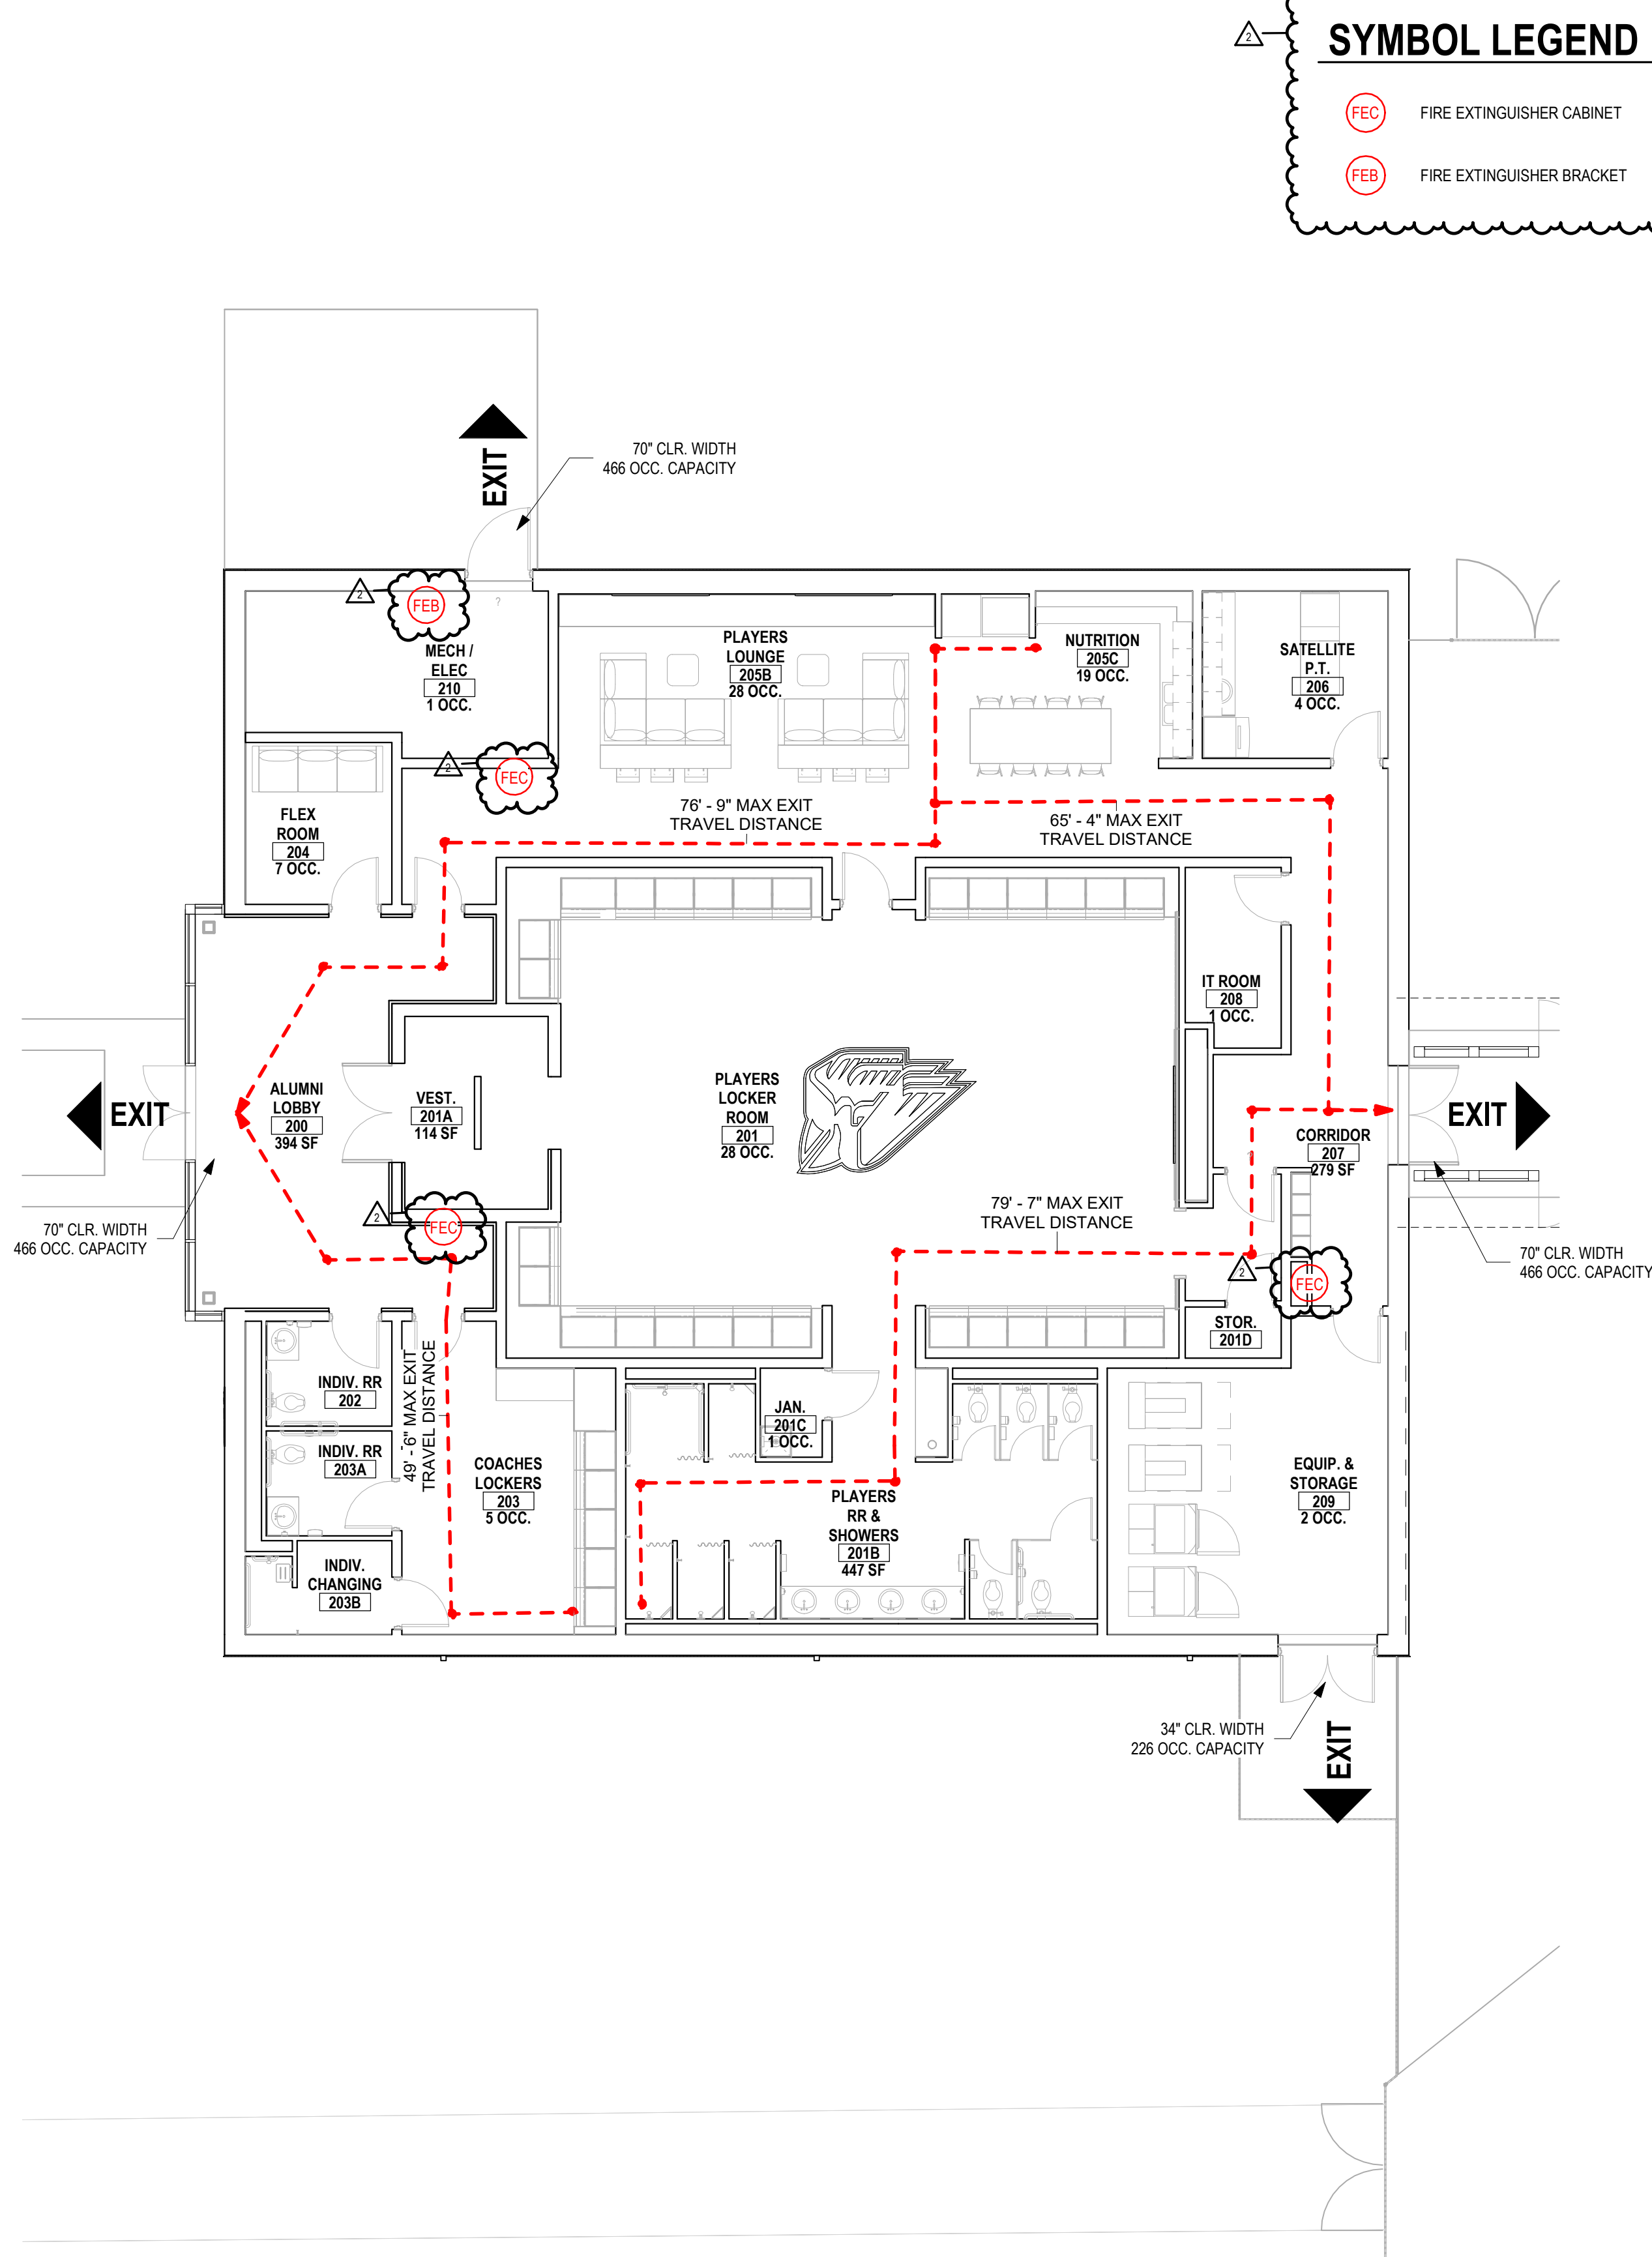 2
SYMBOL LEGEND
FEC
FIRE EXTINGUISHER CABINET
FEB
FIRE EXTINGUISHER BRACKET
EXIT
70" CLR. WIDTH
466 OCC. CAPACITY
2
FEB
?
MECH /
ELEC
210
1 OCC.
PLAYERS
LOUNGE
205B
28 OCC.
NUTRITION
205C
19 OCC.
SATELLITE
P.T.
206
4 OCC.
2
FEC
FLEX
ROOM
204
7 OCC.
76' - 9" MAX EXIT
TRAVEL DISTANCE
65' - 4" MAX EXIT
TRAVEL DISTANCE
IT ROOM
208
1 OCC.
EXIT
ALUMNI
LOBBY
200
394 SF
VEST.
201A
114 SF
PLAYERS
LOCKER
ROOM
201
28 OCC.
EXIT
CORRIDOR
207
279 SF
?
70" CLR. WIDTH
466 OCC. CAPACITY
2
FEC
79' - 7" MAX EXIT
TRAVEL DISTANCE
70" CLR. WIDTH
466 OCC. CAPACITY
2
FEC
STOR.
201D
INDIV. RR
202
49' - 6" MAX EXIT
TRAVEL DISTANCE
JAN.
201C
1 OCC.
INDIV. RR
203A
COACHES
LOCKERS
203
5 OCC.
PLAYERS
RR &
SHOWERS
201B
447 SF
EQUIP. &
STORAGE
209
2 OCC.
INDIV.
CHANGING
203B
34" CLR. WIDTH
226 OCC. CAPACITY
EXIT